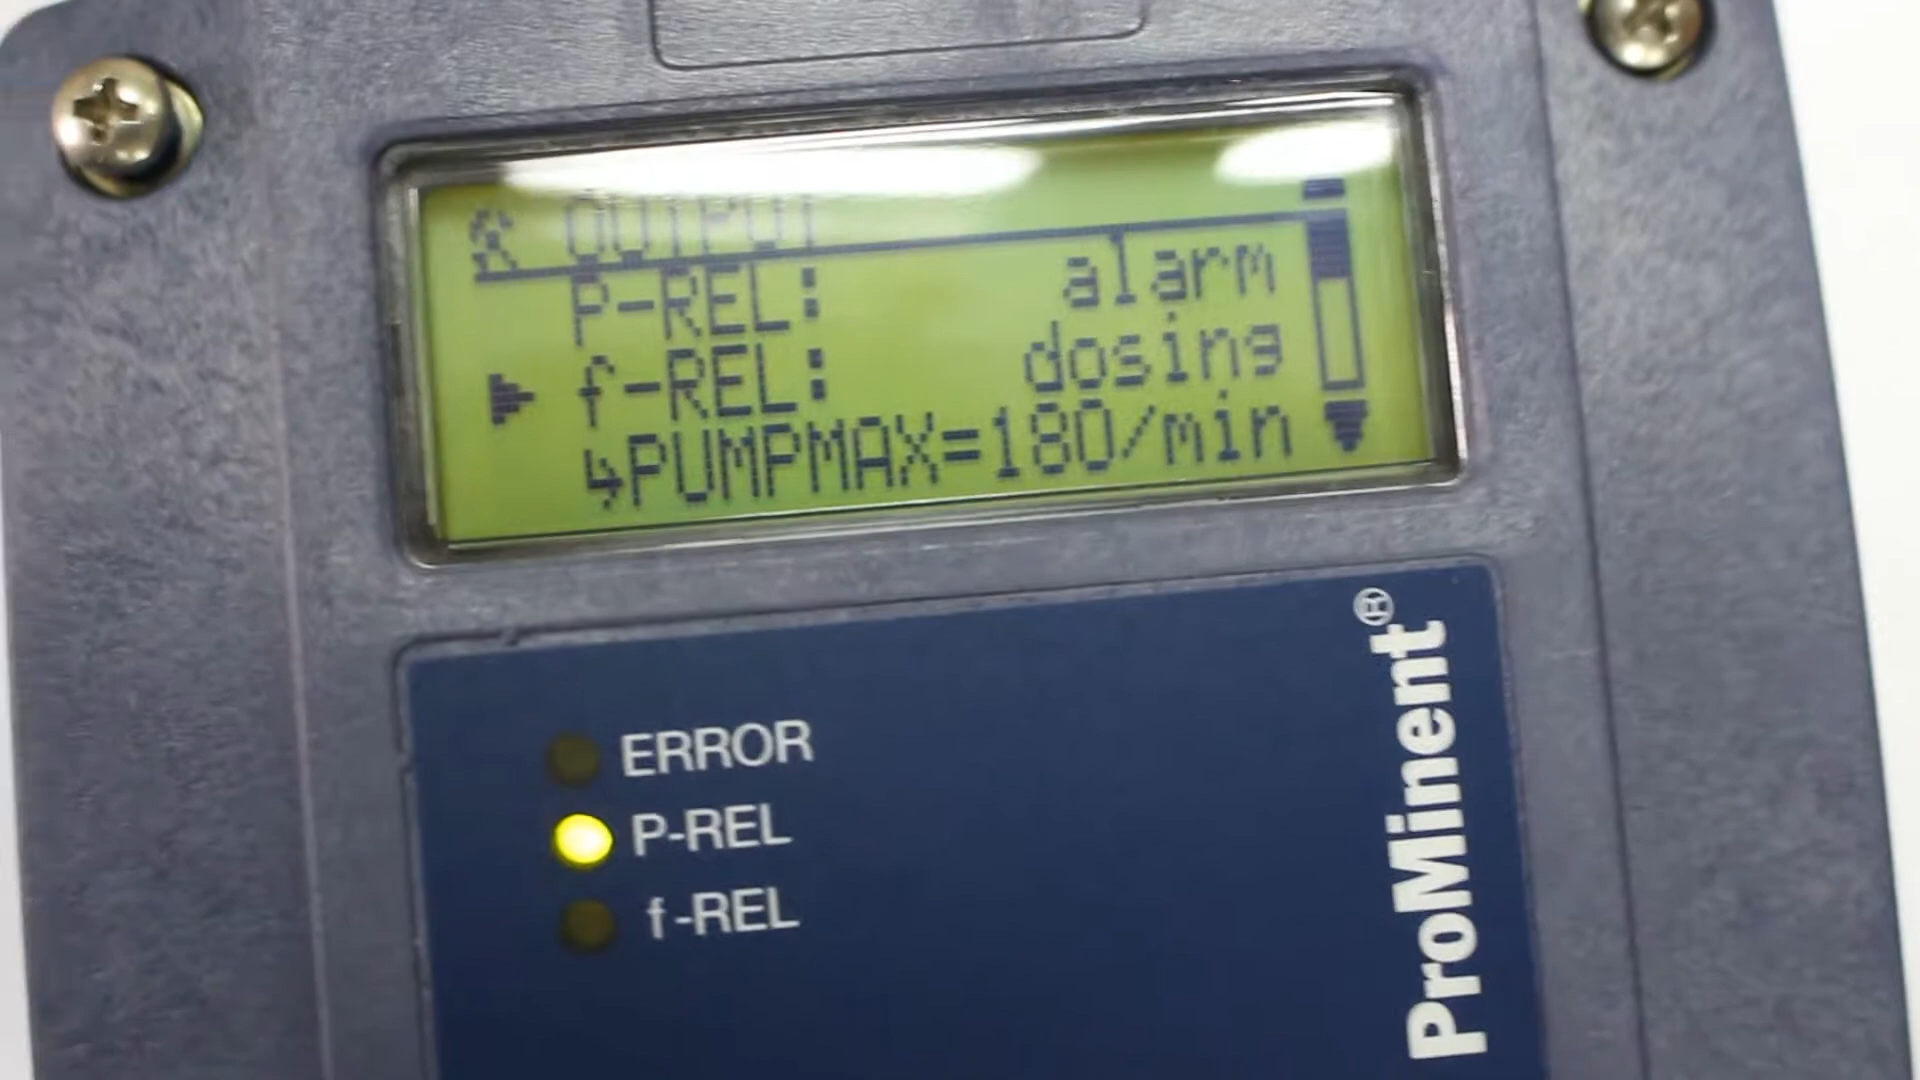 OUTPUT
P-REL: alarm
f-REL: dosing
↳PUMPMAX=180/min
ERROR
P-REL
f-REL
ProMinent®